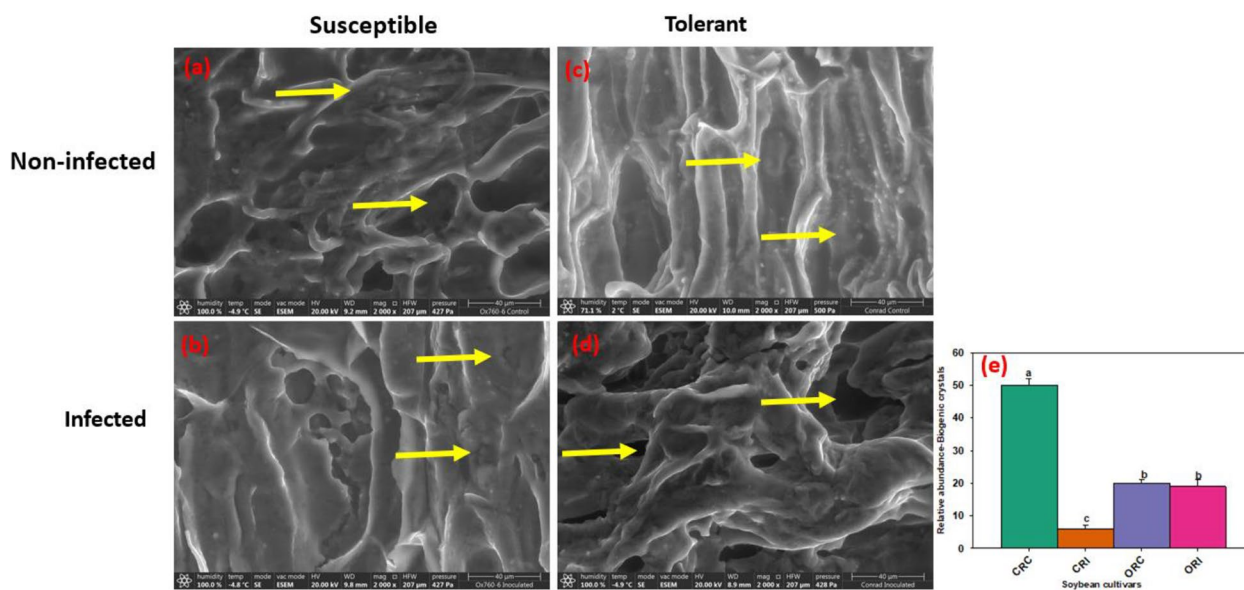 Susceptible
Tolerant
(a)
(c)
Non-infected
humidity temp mode vac mode HV WD mag □ HFW pressure
100.0 % -4.9 °C SE ESEM 20.00 kV 9.2 mm 2 000 x 207 µm 427 Pa
40 µm
Ox760-6 Control
humidity temp mode vac mode HV WD mag □ HFW pressure
71.1 % 2 °C SE ESEM 20.00 kV 10.0 mm 2 000 x 207 µm 500 Pa
40 µm
Conrad Control
(b)
(d)
Infected
humidity temp mode vac mode HV WD mag □ HFW pressure
100.0 % -4.8 °C SE ESEM 20.00 kV 9.8 mm 2 000 x 207 µm 427 Pa
40 µm
Ox760-6 Inoculated
humidity temp mode vac mode HV WD mag □ HFW pressure
100.0 % -4.9 °C SE ESEM 20.00 kV 8.9 mm 2 000 x 207 µm 428 Pa
40 µm
Conrad Inoculated
(e)
Relative abundance-Biogenic crystals
60
50
40
30
20
10
0
a
c
b
b
CRC
CRI
ORC
ORI
Soybean cultivars